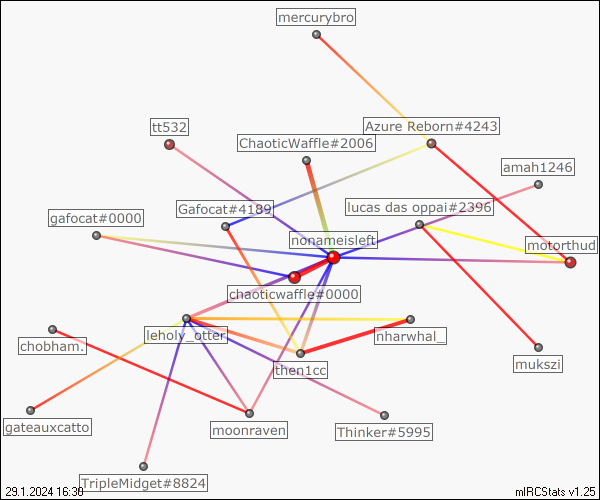 mercurybro
tt532
Azure Reborn#4243
ChaoticWaffle#2006
amah1246
gafocat#0000
Gafocat#4189
lucas das oppai#2396
nonameisleft
motorthud
chaoticwaffle#0000
leholy_otter
nharwhal_
chobham.
then1cc
mukszi
gateauxcatto
moonraven
Thinker#5995
TripleMidget#8824
29.1.2024 16:30
mIRCStats v1.25